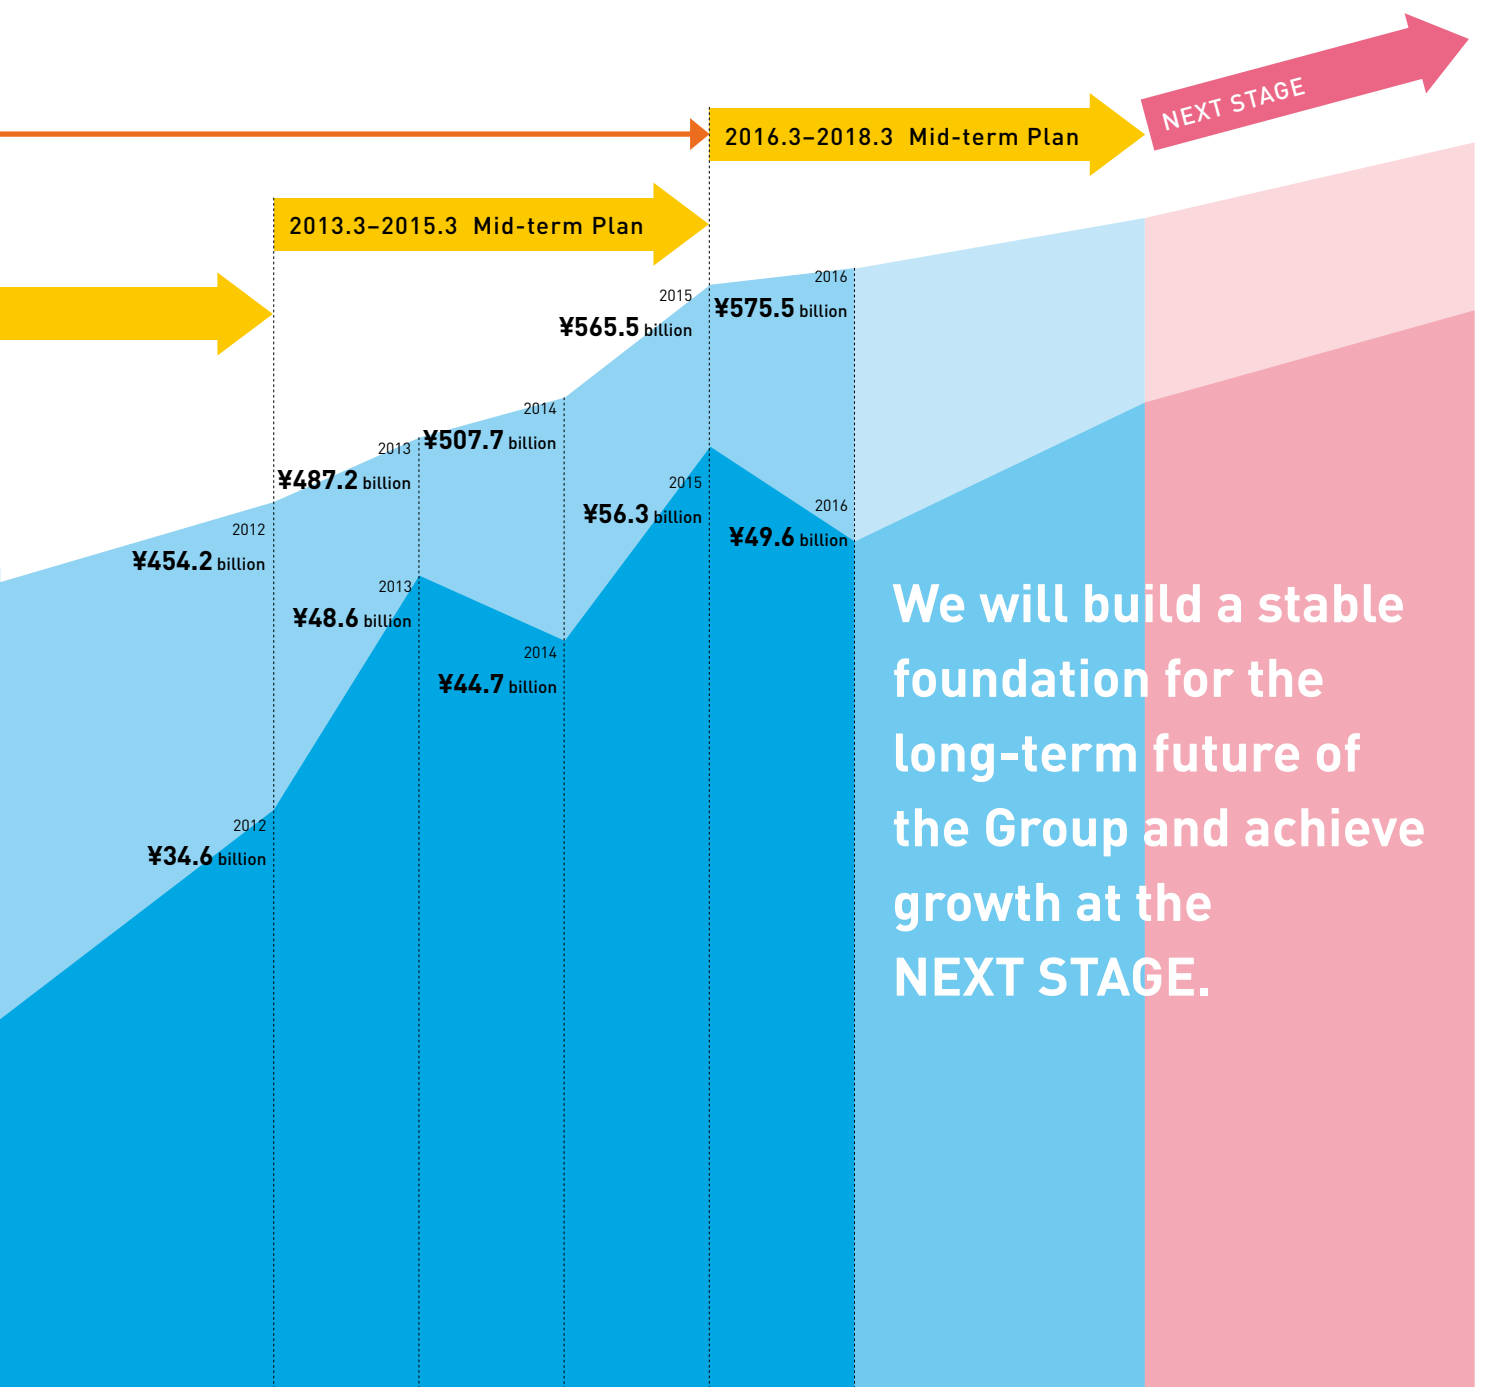 NEXT STAGE
2016.3–2018.3 Mid-term Plan
2013.3–2015.3 Mid-term Plan
2016
¥575.5 billion
2015
¥565.5 billion
2014
¥507.7 billion
2013
¥487.2 billion
2012
¥454.2 billion
2015
¥56.3 billion
2016
¥49.6 billion
2013
¥48.6 billion
2014
¥44.7 billion
2012
¥34.6 billion
We will build a stable
foundation for the
long-term future of
the Group and achieve
growth at the
NEXT STAGE.